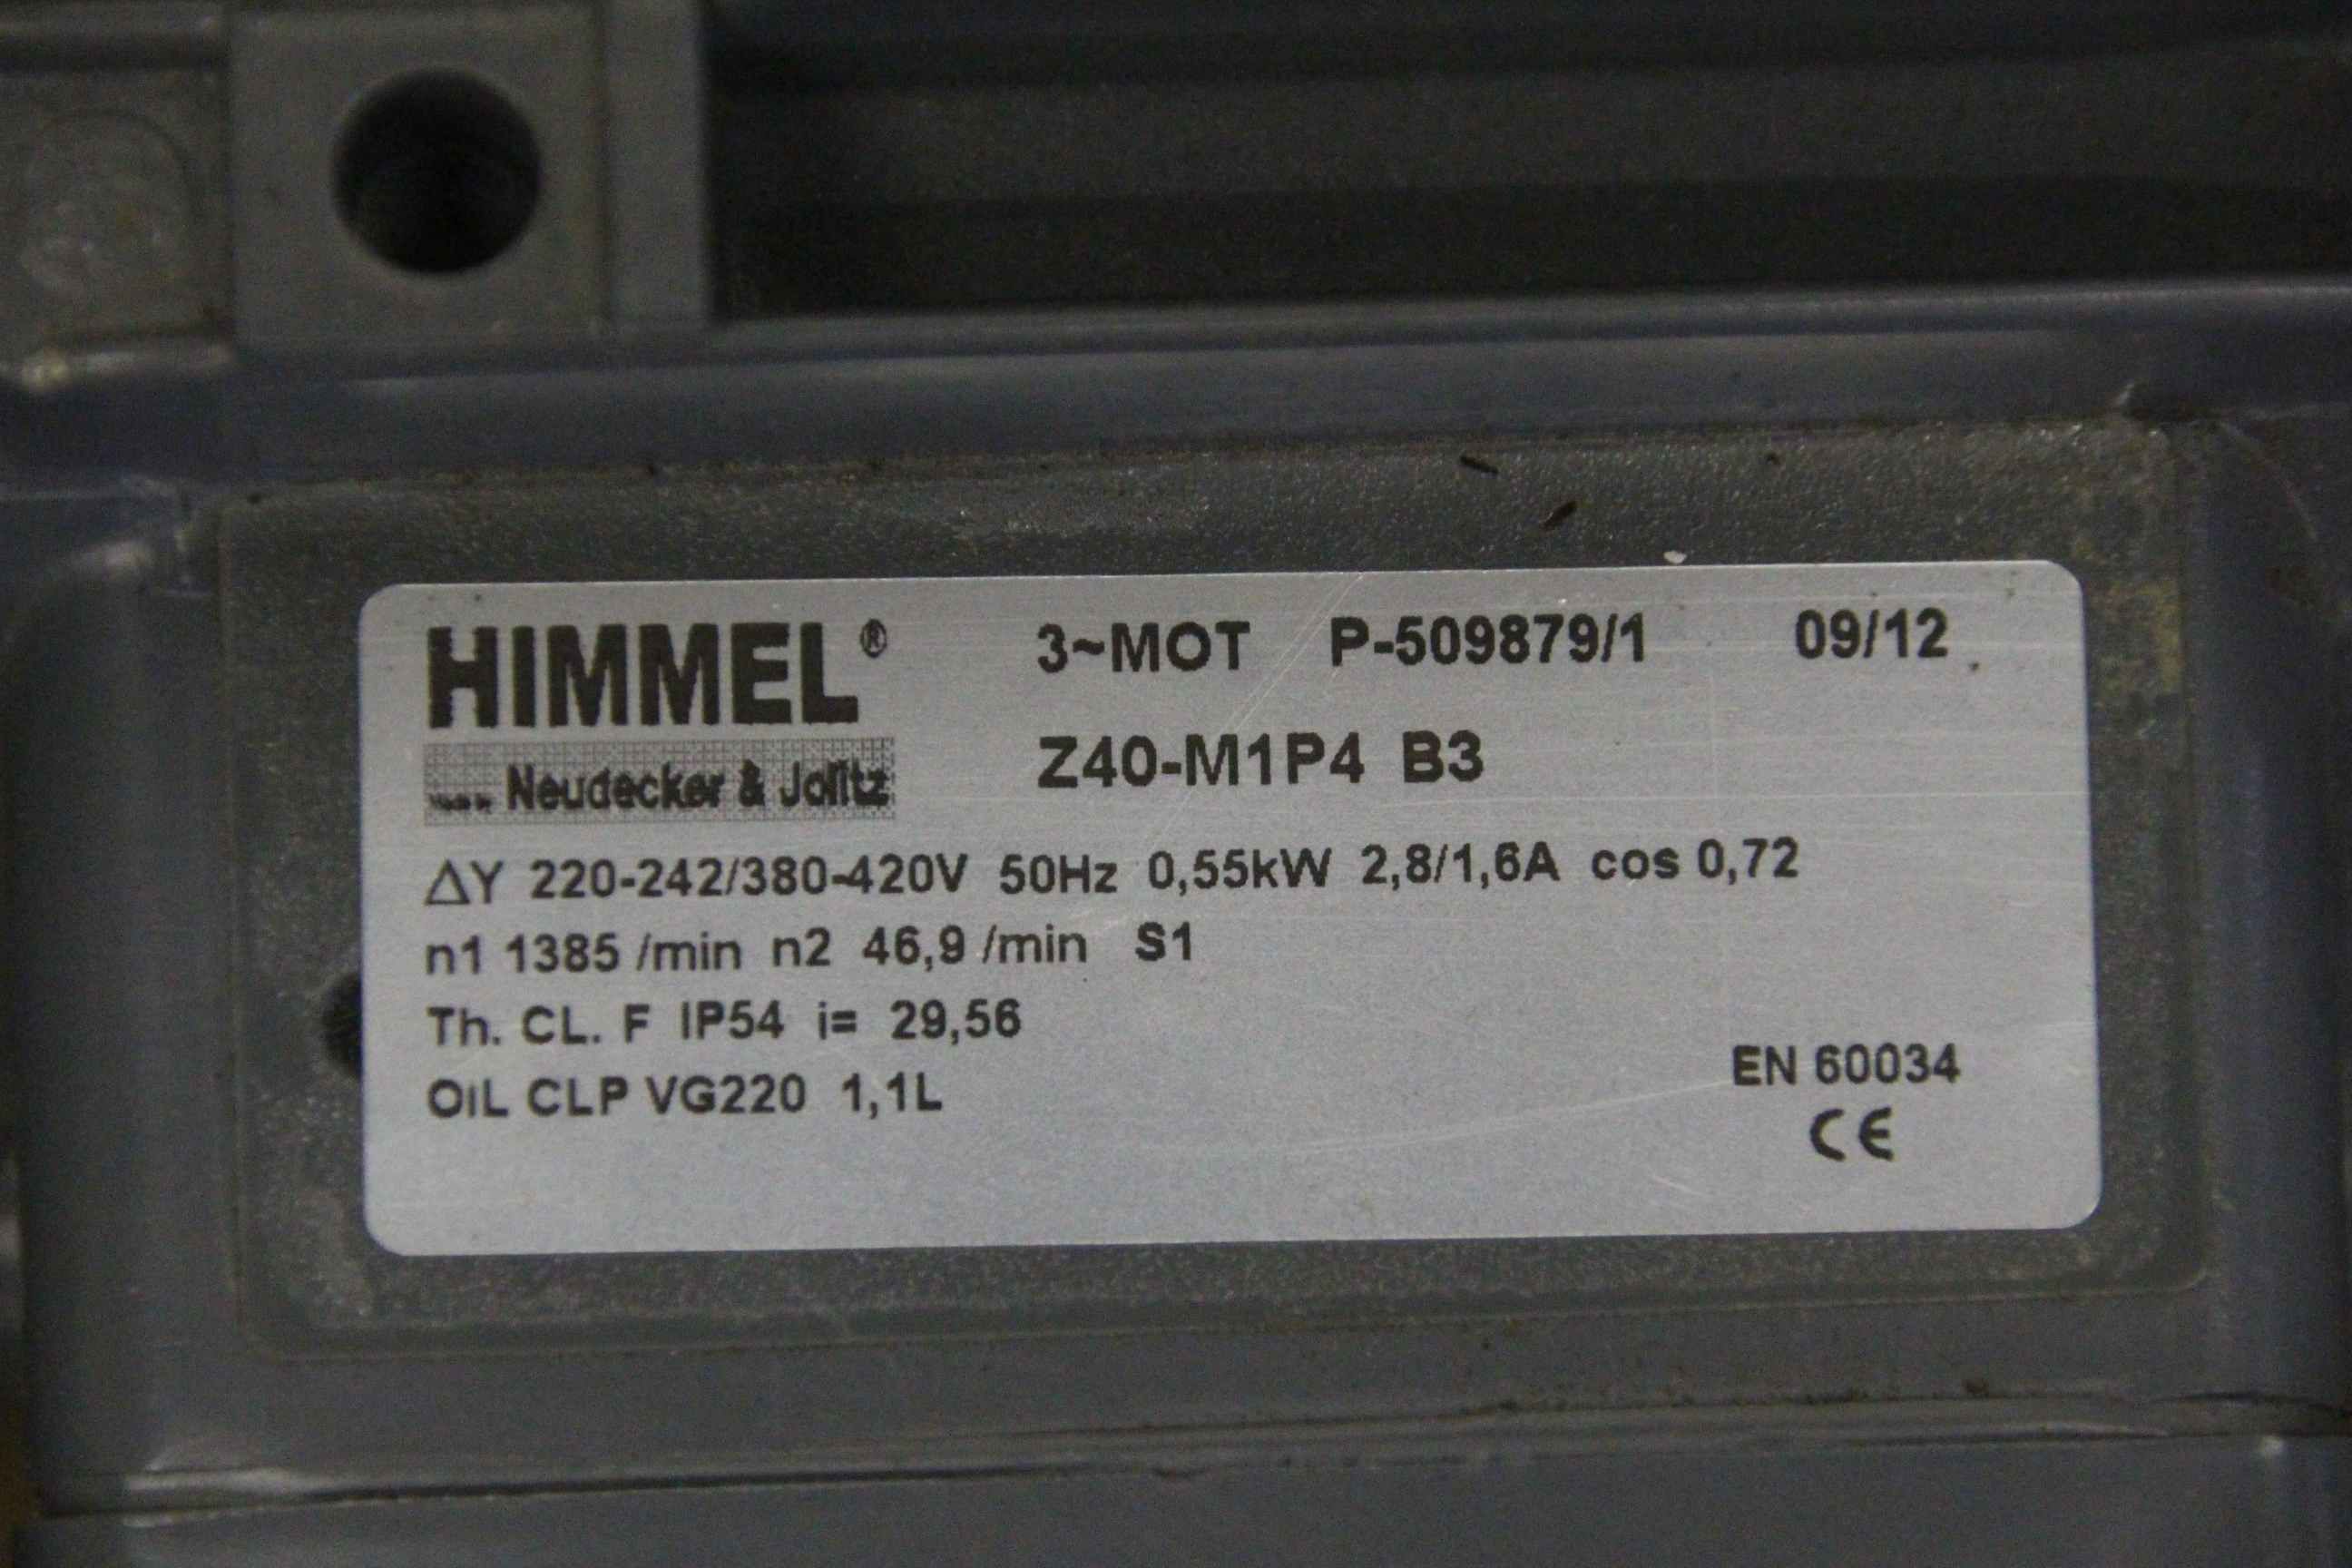 HIMMEL® 3~MOT P-509879/1 09/12
Neudecker & Jolitz Z40-M1P4 B3
ΔY 220-242/380-420V 50Hz 0,55kW 2,8/1,6A cos 0,72
n1 1385 /min n2 46,9 /min S1
Th. CL. F IP54 i= 29,56
OiL CLP VG220 1,1L
EN 60034
CE